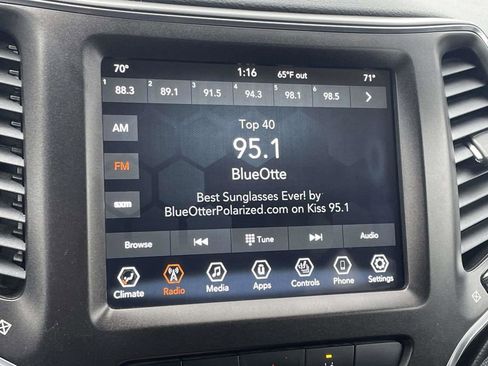 70° 1:16 65°F out 71°
1 88.3 2 89.1 3 91.5 4 94.3 5 98.1 6 98.5
Top 40
AM
95.1
FM
BlueOtte
Best Sunglasses Ever! by
sxm
BlueOtterPolarized.com on Kiss 95.1
Browse Tune Audio
Climate Radio Media Apps Controls Phone Settings